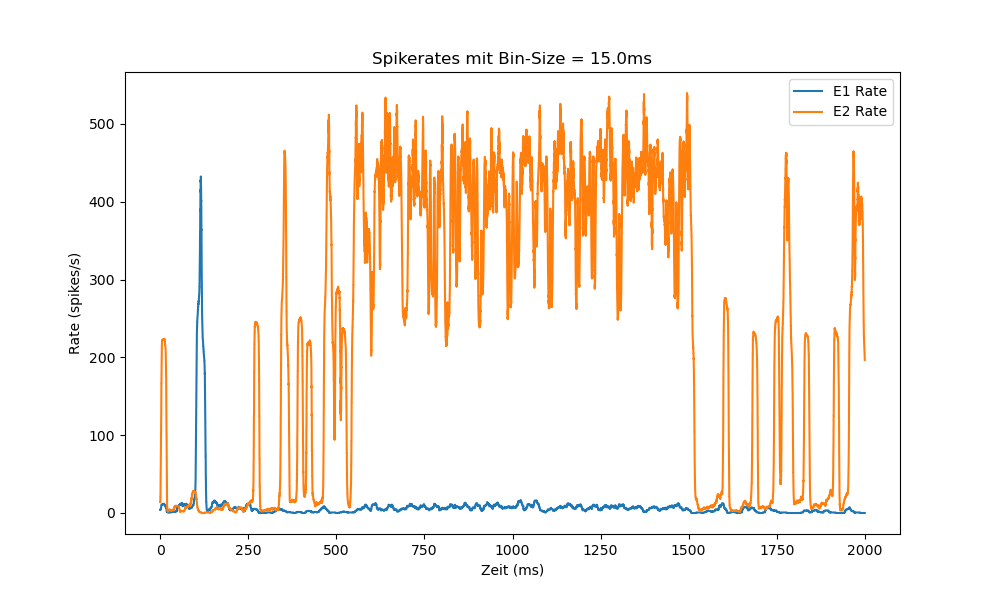 Spikerates mit Bin-Size = 15.0ms
E1 Rate
E2 Rate
500
400
300
200
100
0
Rate (spikes/s)
0 250 500 750 1000 1250 1500 1750 2000
Zeit (ms)